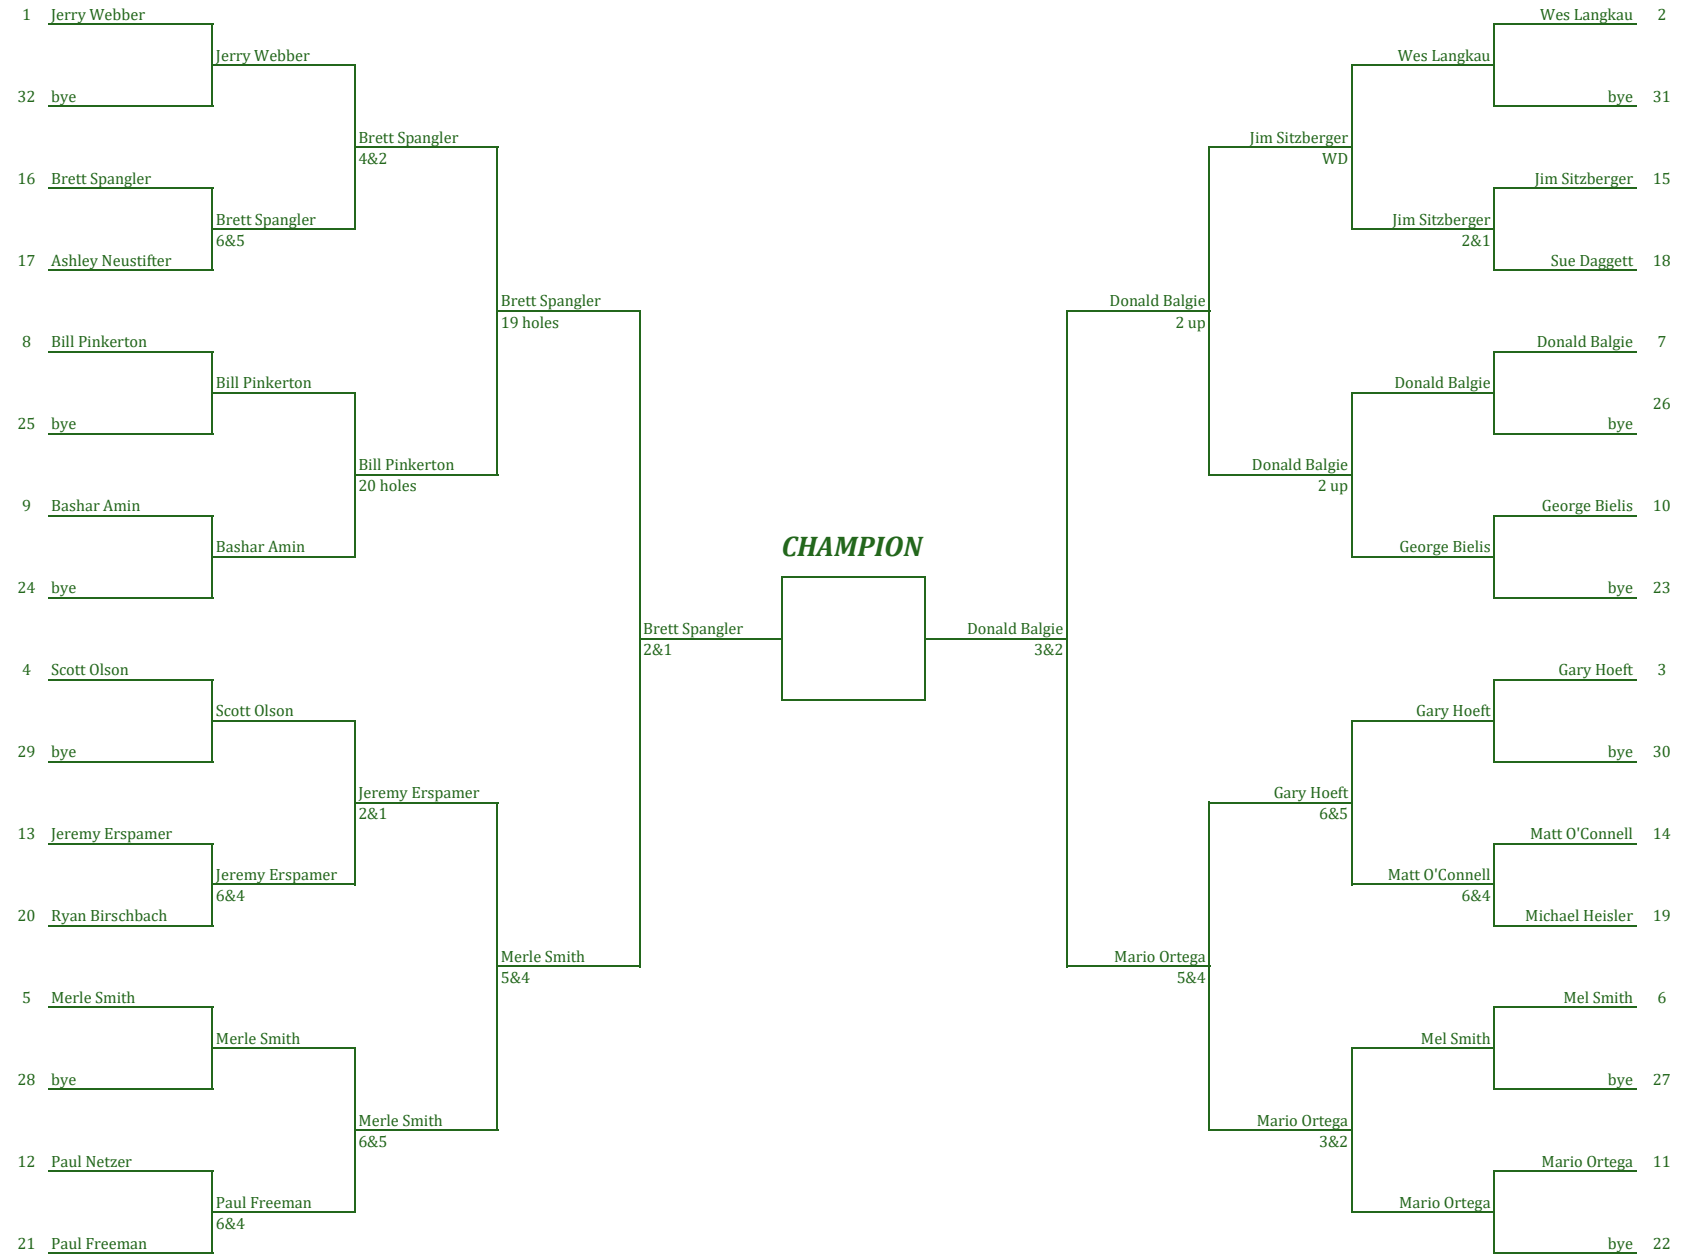 1 Jerry Webber
Jerry Webber
32 bye
Brett Spangler
4&2
16 Brett Spangler
Brett Spangler
6&5
17 Ashley Neustifter
Brett Spangler
19 holes
8 Bill Pinkerton
Bill Pinkerton
25 bye
Bill Pinkerton
20 holes
9 Bashar Amin
Bashar Amin
24 bye
Brett Spangler
2&1
4 Scott Olson
Scott Olson
29 bye
Jeremy Erspamer
2&1
13 Jeremy Erspamer
Jeremy Erspamer
6&4
20 Ryan Birschbach
Merle Smith
5&4
5 Merle Smith
Merle Smith
28 bye
Merle Smith
6&5
12 Paul Netzer
Paul Freeman
6&4
21 Paul Freeman
CHAMPION
Wes Langkau 2
Wes Langkau
bye 31
Jim Sitzberger
WD
Jim Sitzberger 15
Jim Sitzberger
2&1
Sue Daggett 18
Donald Balgie
2 up
Donald Balgie 7
Donald Balgie
26
bye
Donald Balgie
2 up
George Bielis 10
George Bielis
bye 23
Donald Balgie
3&2
Gary Hoeft 3
Gary Hoeft
bye 30
Gary Hoeft
6&5
Matt O'Connell 14
Matt O'Connell
6&4
Michael Heisler 19
Mario Ortega
5&4
Mel Smith 6
Mel Smith
bye 27
Mario Ortega
3&2
Mario Ortega 11
Mario Ortega
bye 22